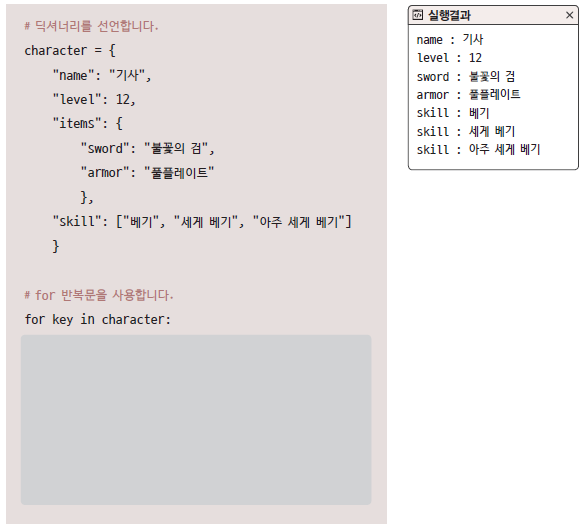 # 딕셔너리를 선언합니다.
character = {
    "name": "기사",
    "level": 12,
    "items": {
        "sword": "불꽃의 검",
        "armor": "풀플레이트"
        },
    "skill": ["베기", "세게 베기", "아주 세게 베기"]
    }
# for 반복문을 사용합니다.
for key in character:
실행결과
name : 기사
level : 12
sword : 불꽃의 검
armor : 풀플레이트
skill : 베기
skill : 세게 베기
skill : 아주 세게 베기